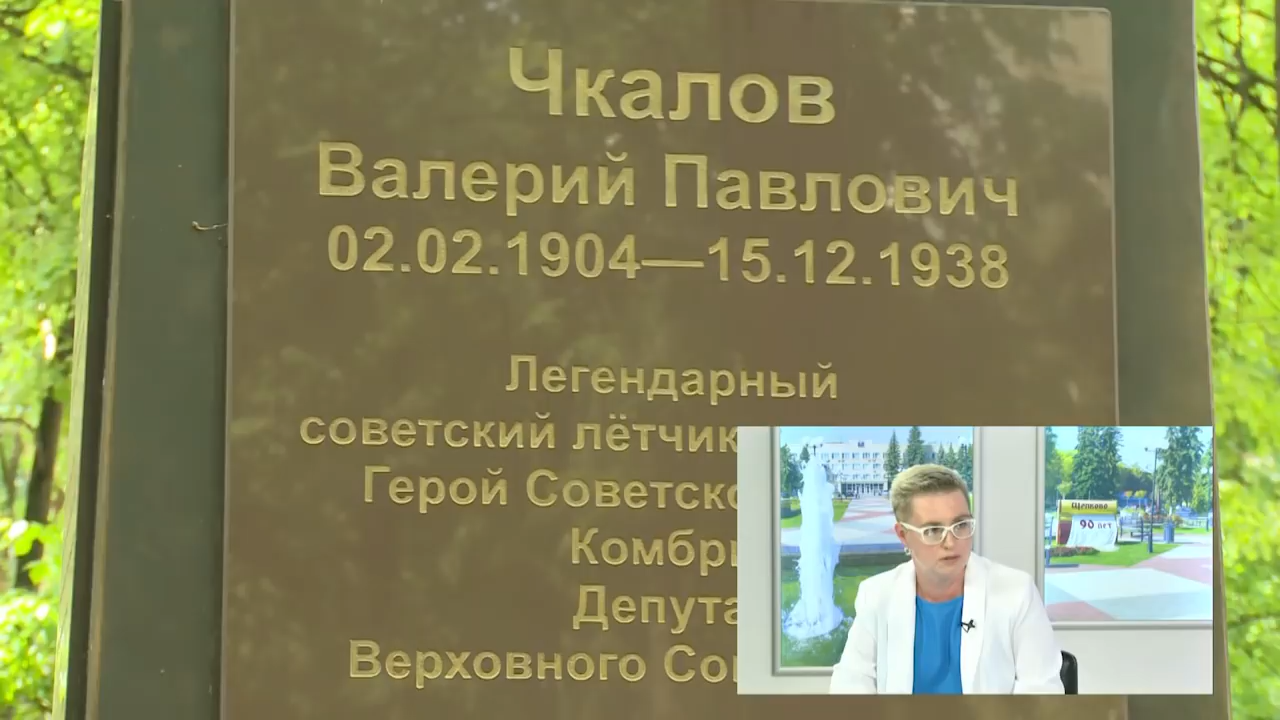 Чкалов
Валерий Павлович
02.02.1904—15.12.1938
Легендарный
советский лётчик
Герой Советско
Комбри
Депута
Верховного Со
Щелково
90 лет